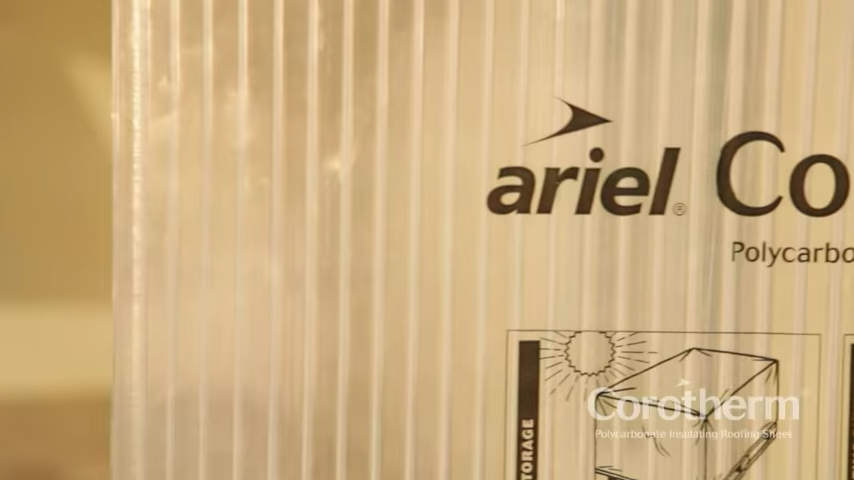 ariel® Co
Polycarbo
TORAGE
Corotherm
Polycarbonate Insulating Roofing Sheet